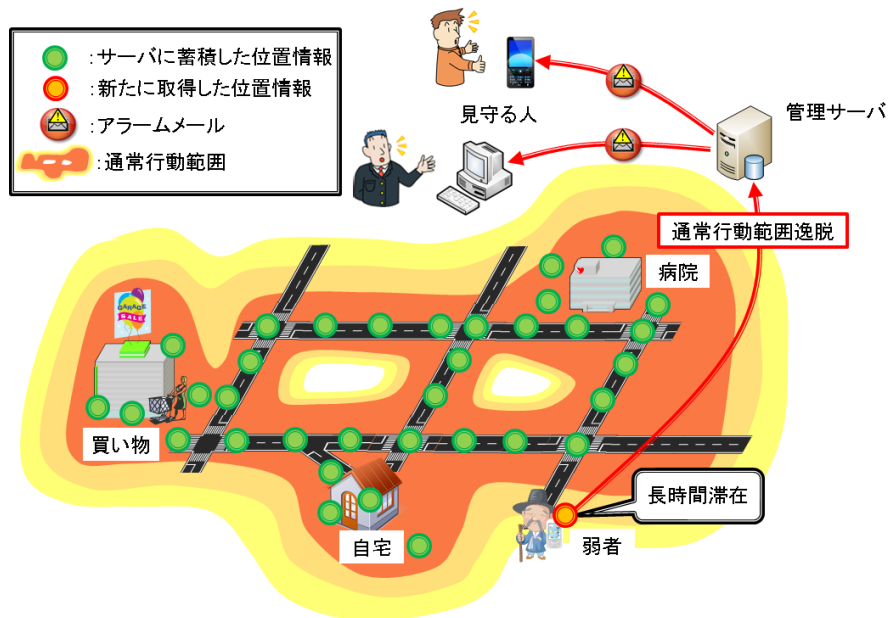 ：サーバに蓄積した位置情報
：新たに取得した位置情報
：アラームメール
：通常行動範囲
見守る人
管理サーバ
通常行動範囲逸脱
病院
GARAGE
SALE
買い物
長時間滞在
自宅
弱者